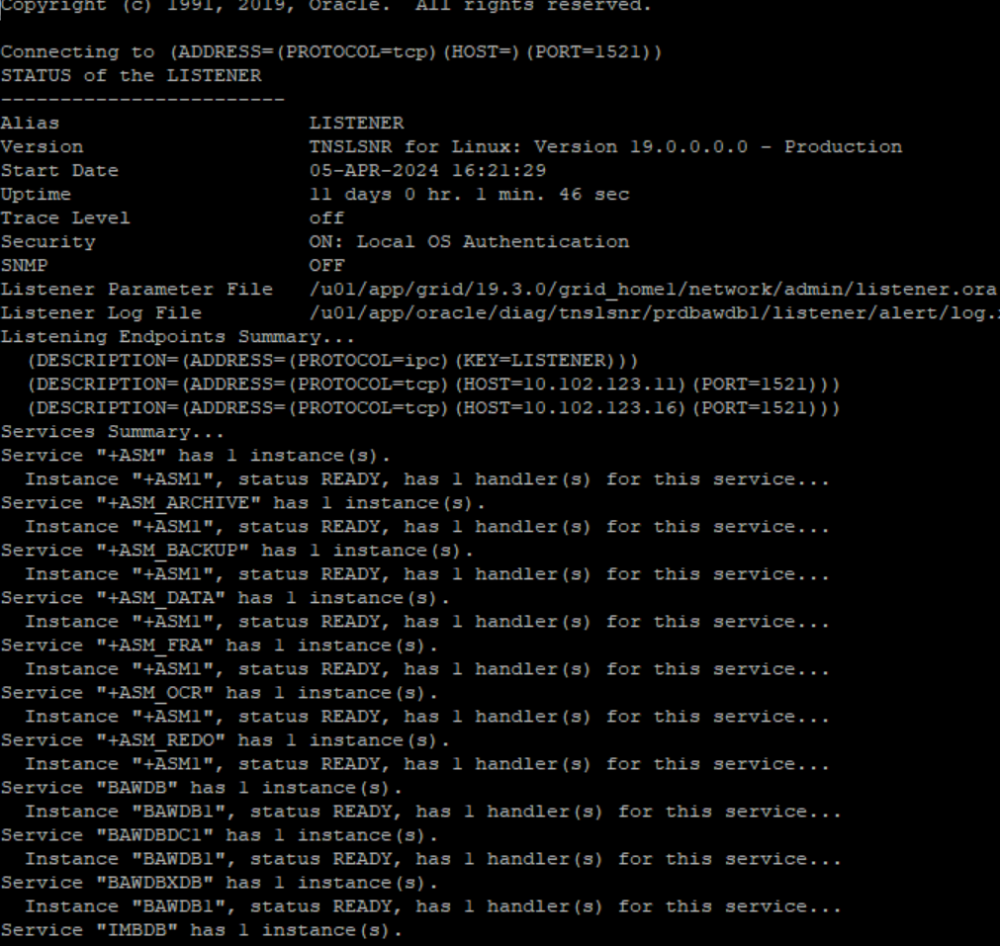 Copyright (c) 1991, 2019, Oracle.  All rights reserved.

Connecting to (ADDRESS=(PROTOCOL=tcp)(HOST=)(PORT=1521))
STATUS of the LISTENER
------------------------
Alias                     LISTENER
Version                   TNSLSNR for Linux: Version 19.0.0.0.0 - Production
Start Date                05-APR-2024 16:21:29
Uptime                    11 days 0 hr. 1 min. 46 sec
Trace Level               off
Security                  ON: Local OS Authentication
SNMP                      OFF
Listener Parameter File   /u01/app/grid/19.3.0/grid_home1/network/admin/listener.ora
Listener Log File         /u01/app/oracle/diag/tnslsnr/prdbawdb1/listener/alert/log.
Listening Endpoints Summary...
  (DESCRIPTION=(ADDRESS=(PROTOCOL=ipc)(KEY=LISTENER)))
  (DESCRIPTION=(ADDRESS=(PROTOCOL=tcp)(HOST=10.102.123.11)(PORT=1521)))
  (DESCRIPTION=(ADDRESS=(PROTOCOL=tcp)(HOST=10.102.123.16)(PORT=1521)))
Services Summary...
Service "+ASM" has 1 instance(s).
  Instance "+ASM1", status READY, has 1 handler(s) for this service...
Service "+ASM_ARCHIVE" has 1 instance(s).
  Instance "+ASM1", status READY, has 1 handler(s) for this service...
Service "+ASM_BACKUP" has 1 instance(s).
  Instance "+ASM1", status READY, has 1 handler(s) for this service...
Service "+ASM_DATA" has 1 instance(s).
  Instance "+ASM1", status READY, has 1 handler(s) for this service...
Service "+ASM_FRA" has 1 instance(s).
  Instance "+ASM1", status READY, has 1 handler(s) for this service...
Service "+ASM_OCR" has 1 instance(s).
  Instance "+ASM1", status READY, has 1 handler(s) for this service...
Service "+ASM_REDO" has 1 instance(s).
  Instance "+ASM1", status READY, has 1 handler(s) for this service...
Service "BAWDB" has 1 instance(s).
  Instance "BAWDB1", status READY, has 1 handler(s) for this service...
Service "BAWDBDC1" has 1 instance(s).
  Instance "BAWDB1", status READY, has 1 handler(s) for this service...
Service "BAWDBXDB" has 1 instance(s).
  Instance "BAWDB1", status READY, has 1 handler(s) for this service...
Service "IMBDB" has 1 instance(s).